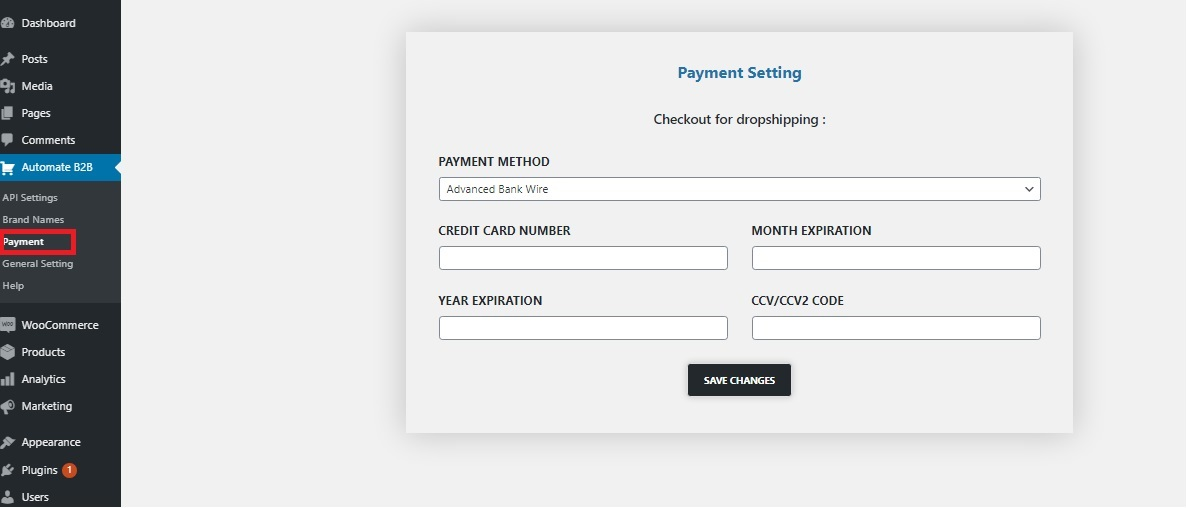 Dashboard
Posts
Media
Pages
Comments
Automate B2B
API Settings
Brand Names
Payment
General Setting
Help
WOO WooCommerce
Products
Analytics
Marketing
Appearance
Plugins 1
Users
Payment Setting
Checkout for dropshipping :
PAYMENT METHOD
Advanced Bank Wire
CREDIT CARD NUMBER MONTH EXPIRATION
YEAR EXPIRATION CCV/CCV2 CODE
SAVE CHANGES